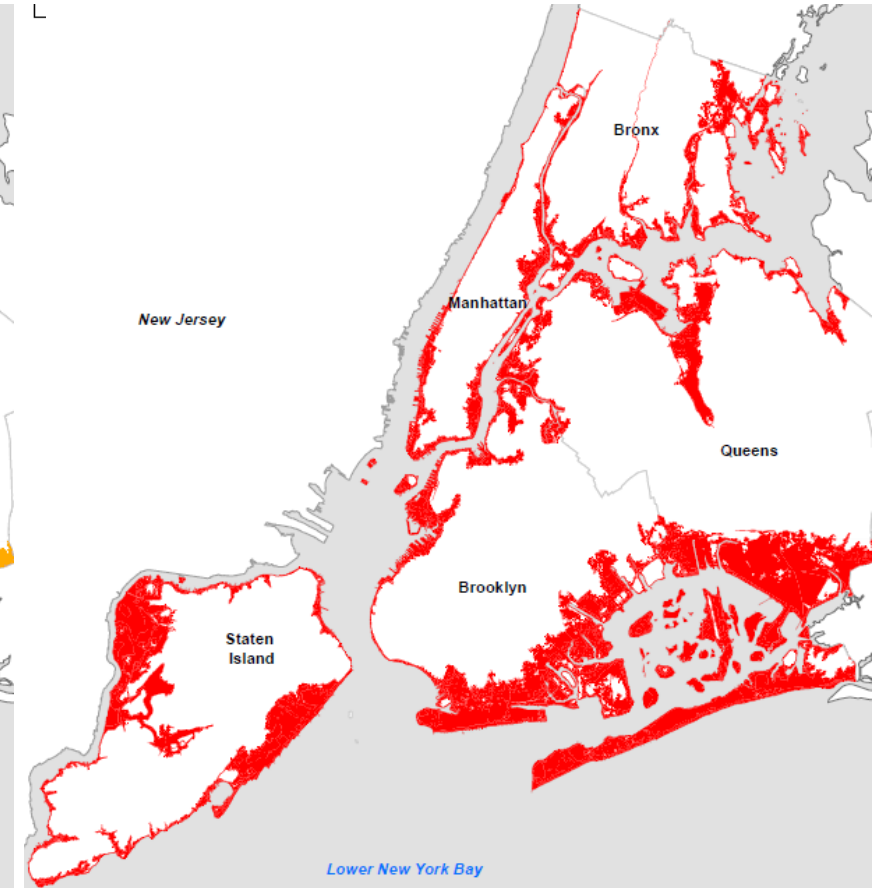 Bronx
Manhattan
New Jersey
Queens
Brooklyn
Staten
Island
Lower New York Bay